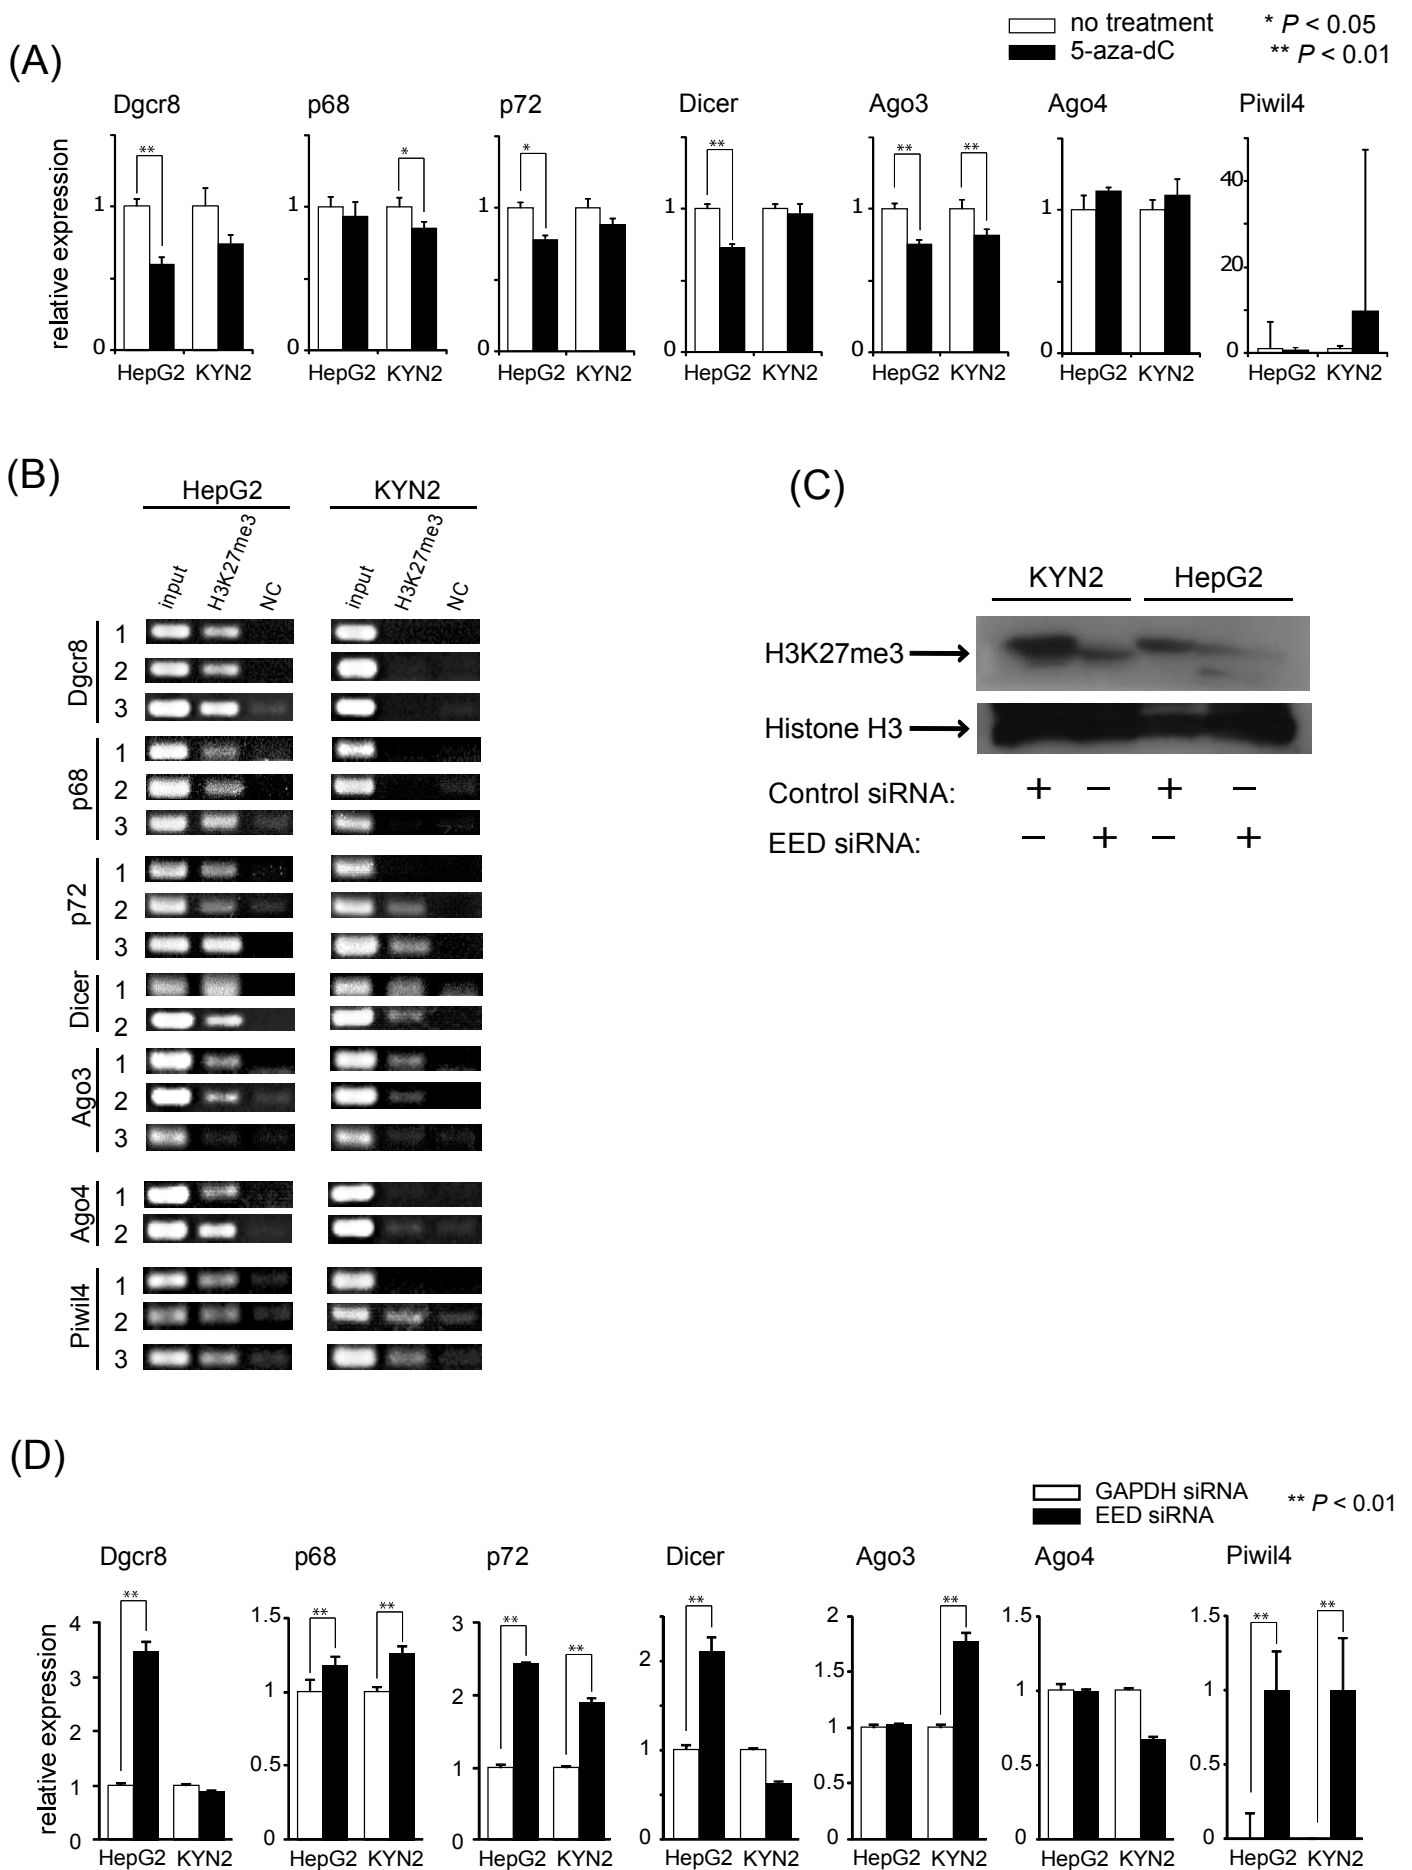 no treatment * P < 0.05
5-aza-dC ** P < 0.01
(A)
Dgcr8 p68 p72 Dicer Ago3 Ago4 Piwil4
relative expression
** * * ** ** **
1 1 1 1 1 1 40
20
0 0 0 0 0 0 0
HepG2 KYN2 HepG2 KYN2 HepG2 KYN2 HepG2 KYN2 HepG2 KYN2 HepG2 KYN2 HepG2 KYN2
(B)
HepG2 KYN2
input H3K27me3 NC input H3K27me3 NC
Dgcr8 1
2
3
p68 1
2
3
p72 1
2
3
Dicer 1
2
Ago3 1
2
3
Ago4 1
2
Piwil4 1
2
3
(C)
KYN2 HepG2
H3K27me3
Histone H3
Control siRNA: + − + −
EED siRNA: − + − +
(D)
GAPDH siRNA ** P < 0.01
EED siRNA
Dgcr8 p68 p72 Dicer Ago3 Ago4 Piwil4
relative expression
** ** ** ** ** ** ** ** **
4 3 2 1 0
1.5 1 0.5 0
3 2 1 0
2 1 0
2 1.5 1 0.5 0
1.5 1 0.5 0
1.5 1 0.5 0
HepG2 KYN2 HepG2 KYN2 HepG2 KYN2 HepG2 KYN2 HepG2 KYN2 HepG2 KYN2 HepG2 KYN2